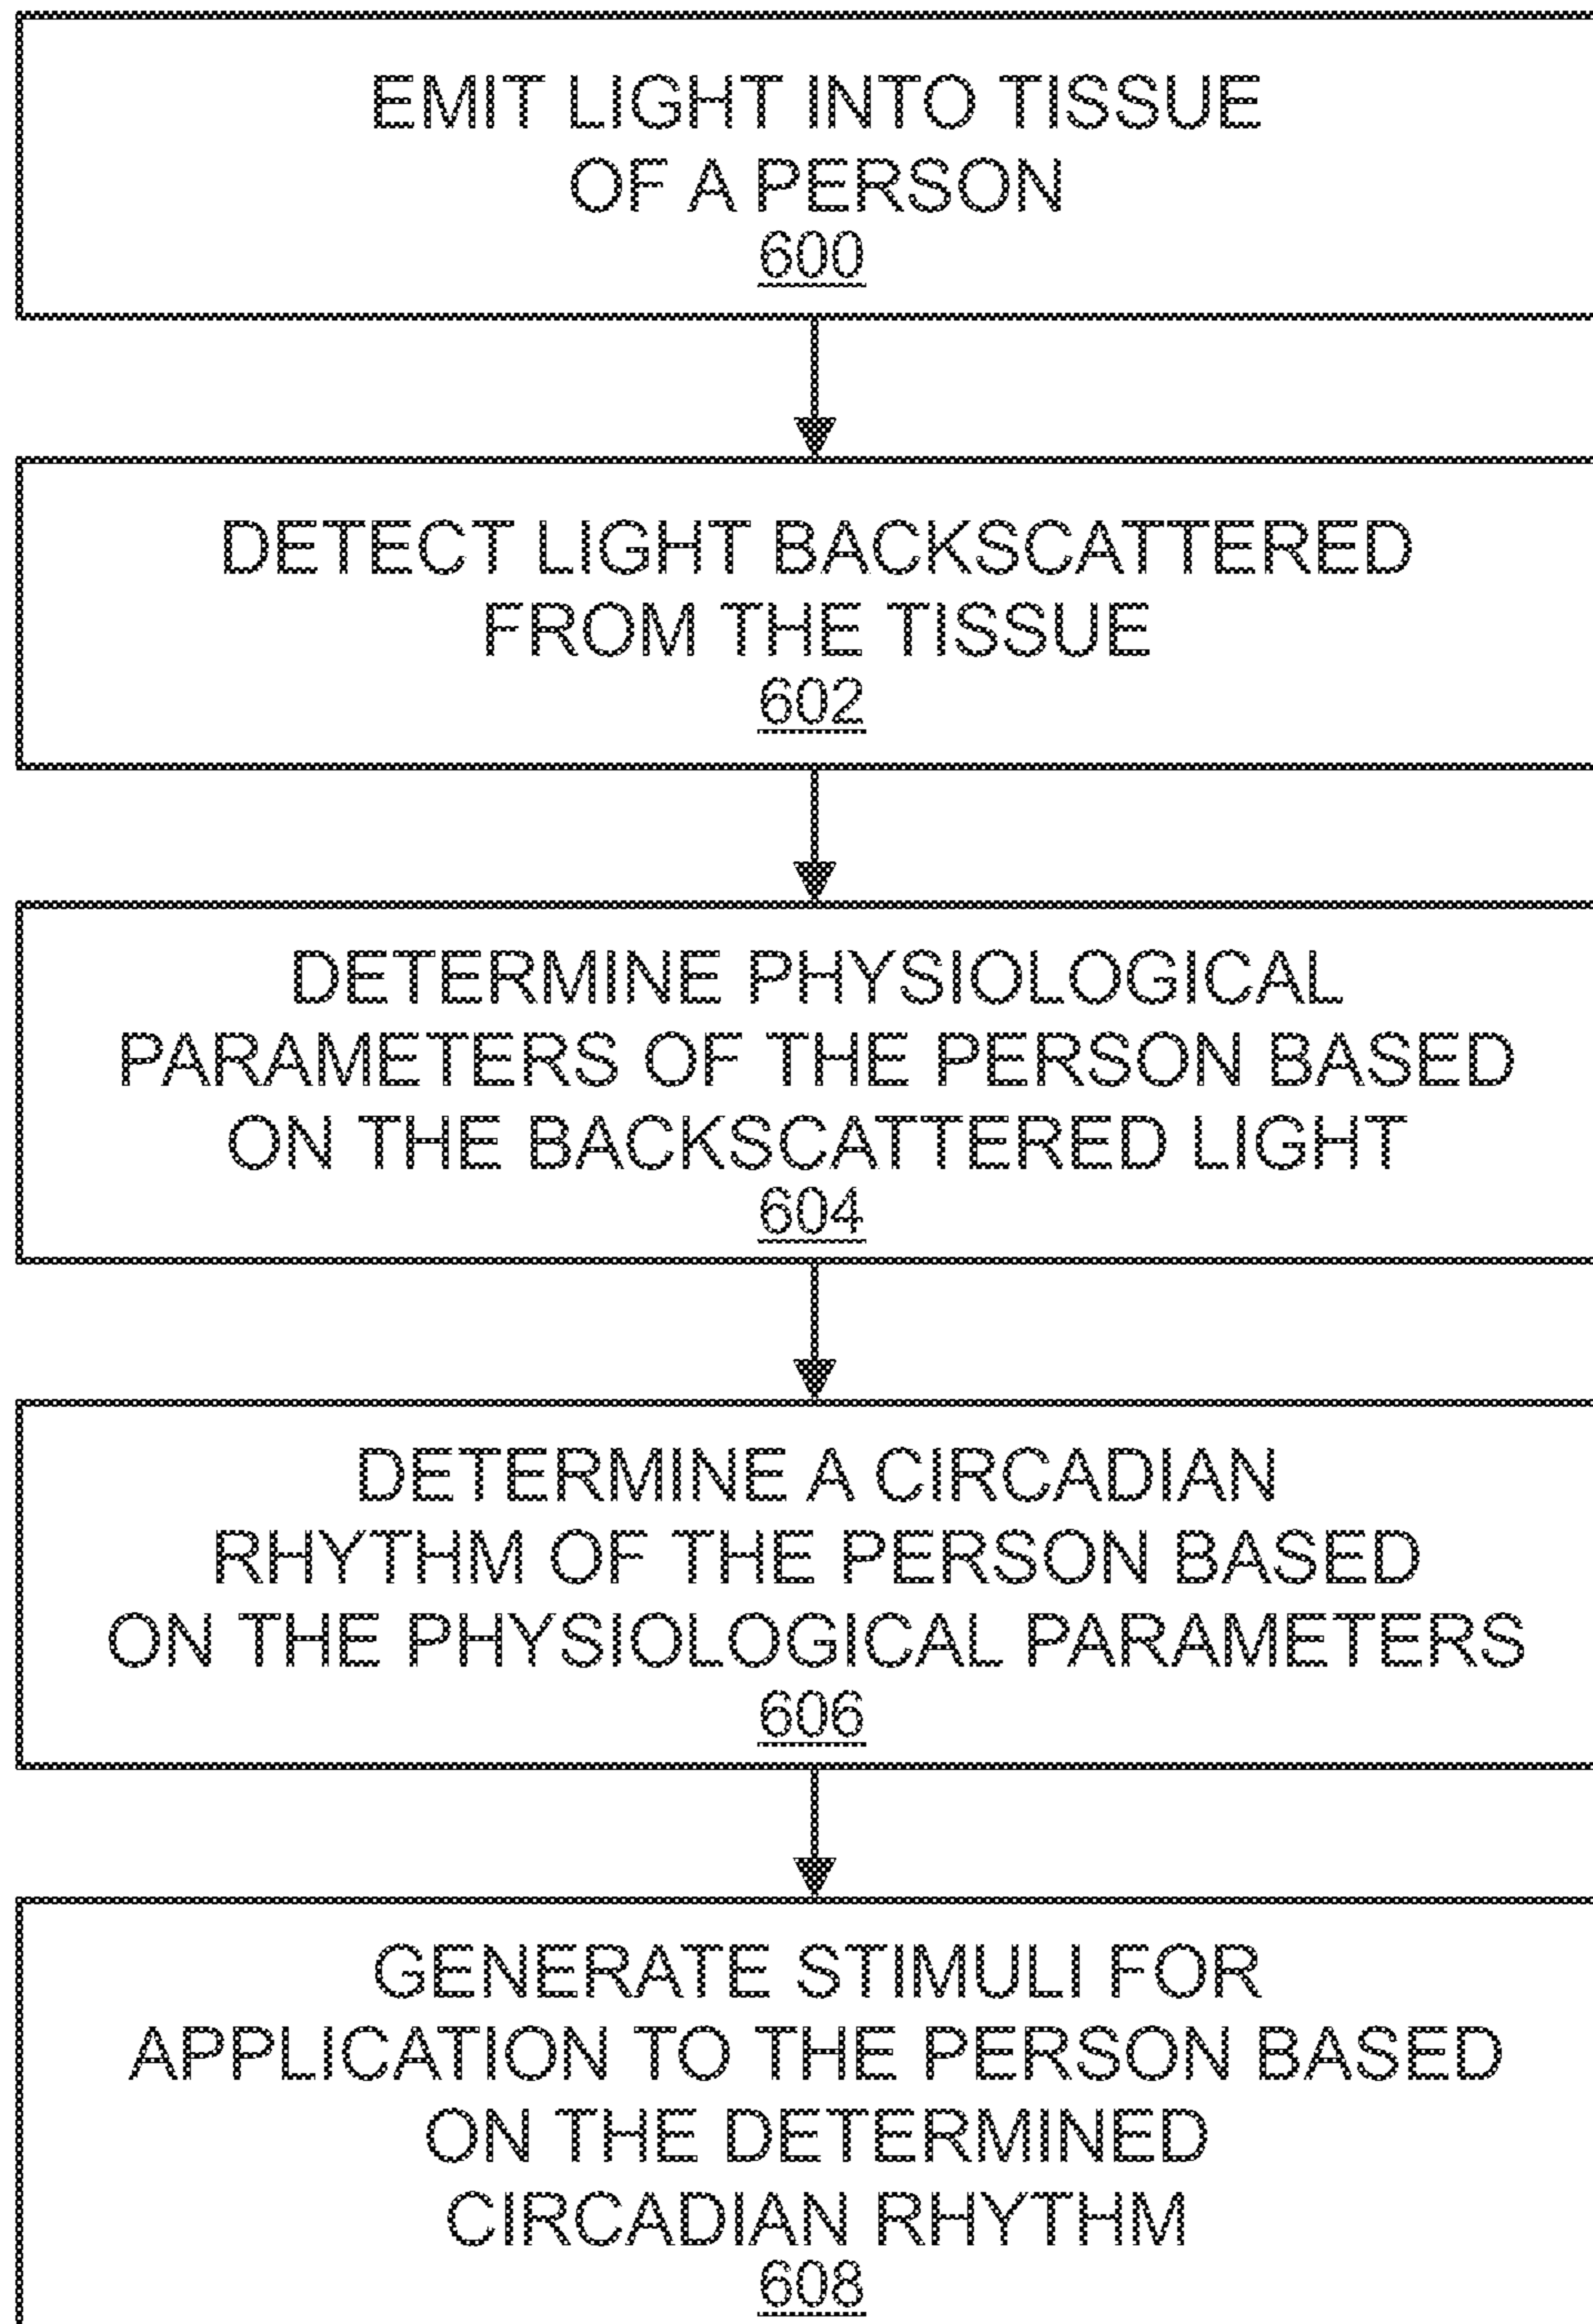 EMIT LIGHT INTO TISSUE
OF A PERSON
600
DETECT LIGHT BACKSCATTERED
FROM THE TISSUE
602
DETERMINE PHYSIOLOGICAL
PARAMETERS OF THE PERSON BASED
ON THE BACKSCATTERED LIGHT
604
DETERMINE A CIRCADIAN
RHYTHM OF THE PERSON BASED
ON THE PHYSIOLOGICAL PARAMETERS
606
GENERATE STIMULI FOR
APPLICATION TO THE PERSON BASED
ON THE DETERMINED
CIRCADIAN RHYTHM
608